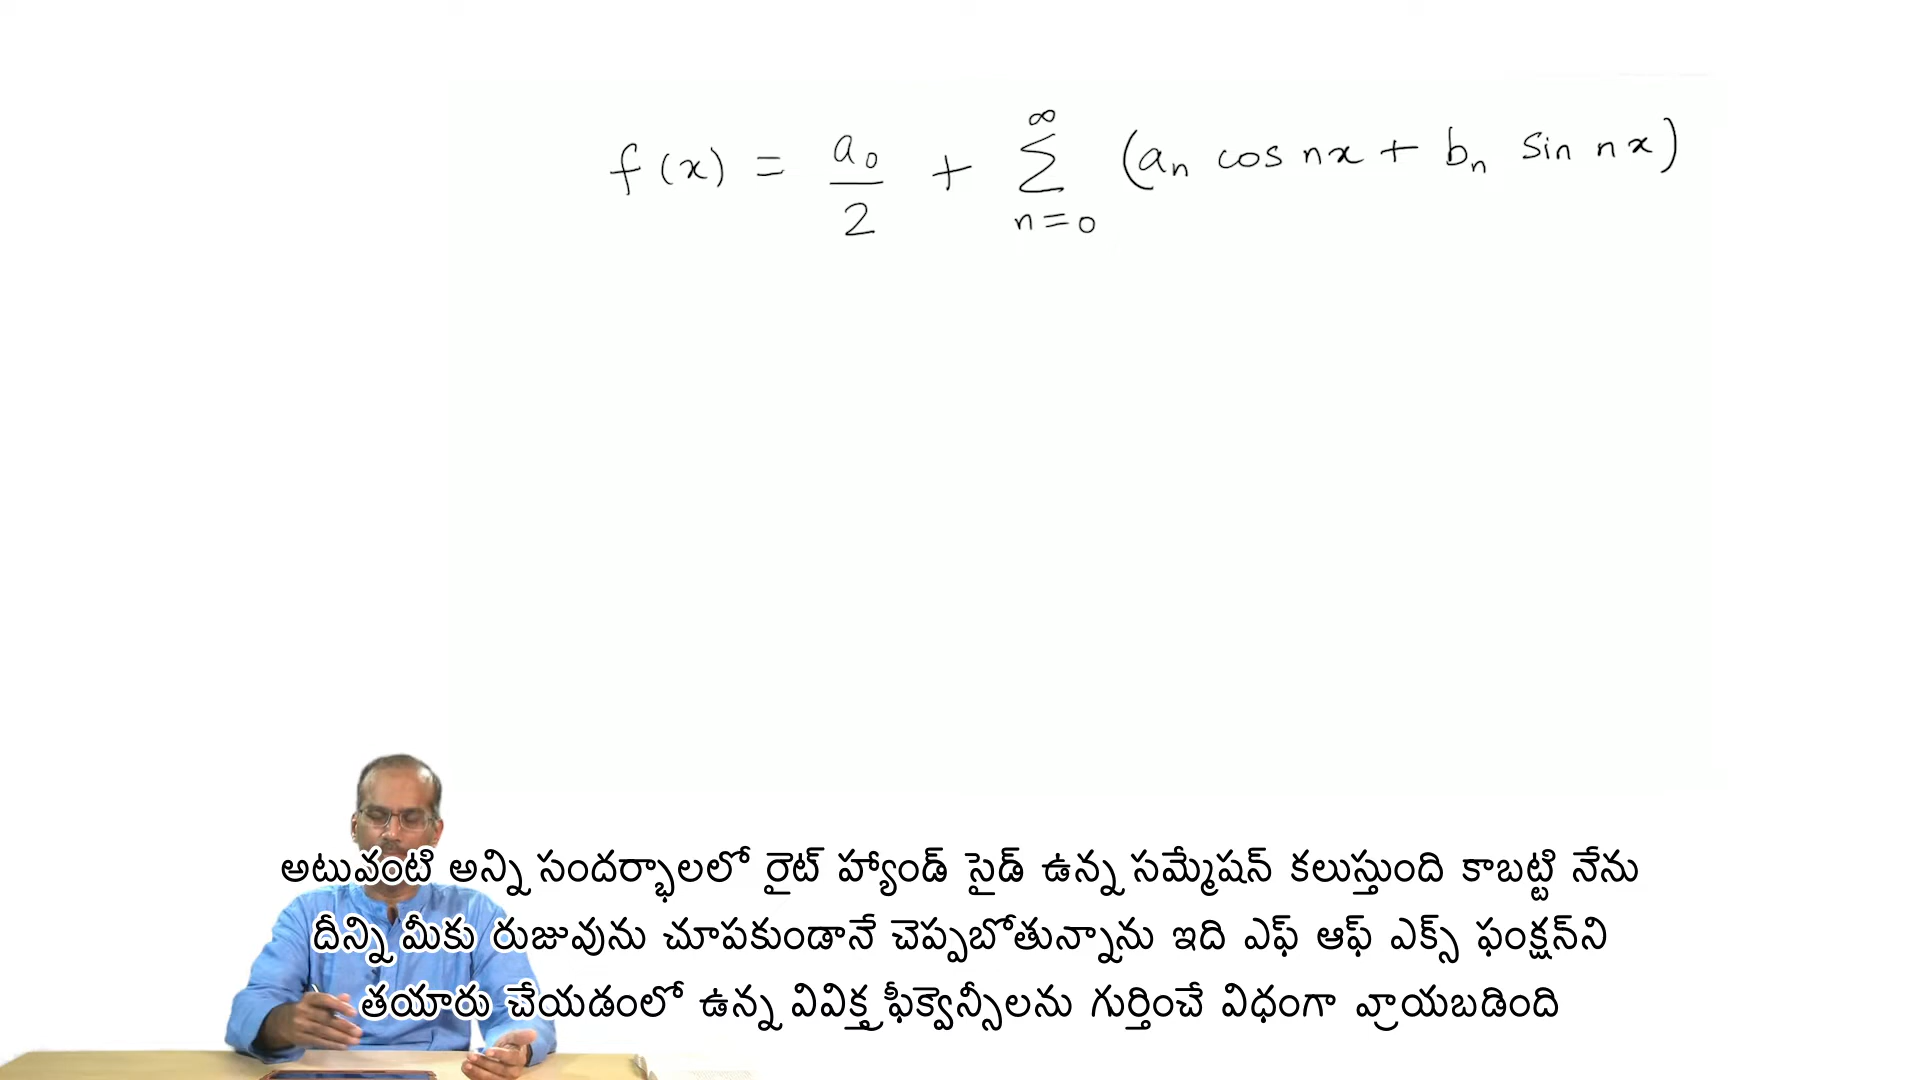 f(x) = a₀/2 + ∑_{n=0}^{∞} (aₙ cos nx + bₙ sin nx)
అటువంటి అన్ని సందర్భాలలో రైట్ హ్యాండ్ సైడ్ ఉన్న సమ్మేషన్ కలుస్తుంది కాబట్టి నేను
దీన్ని మీకు రుజువును చూపకుండానే చెప్పబోతున్నాను ఇది ఎఫ్ ఆఫ్ ఎక్స్ ఫంక్షన్‌ని
తయారు చేయడంలో ఉన్న వివిక్త ఫ్రీక్వెన్సీలను గుర్తించే విధంగా వ్రాయబడింది